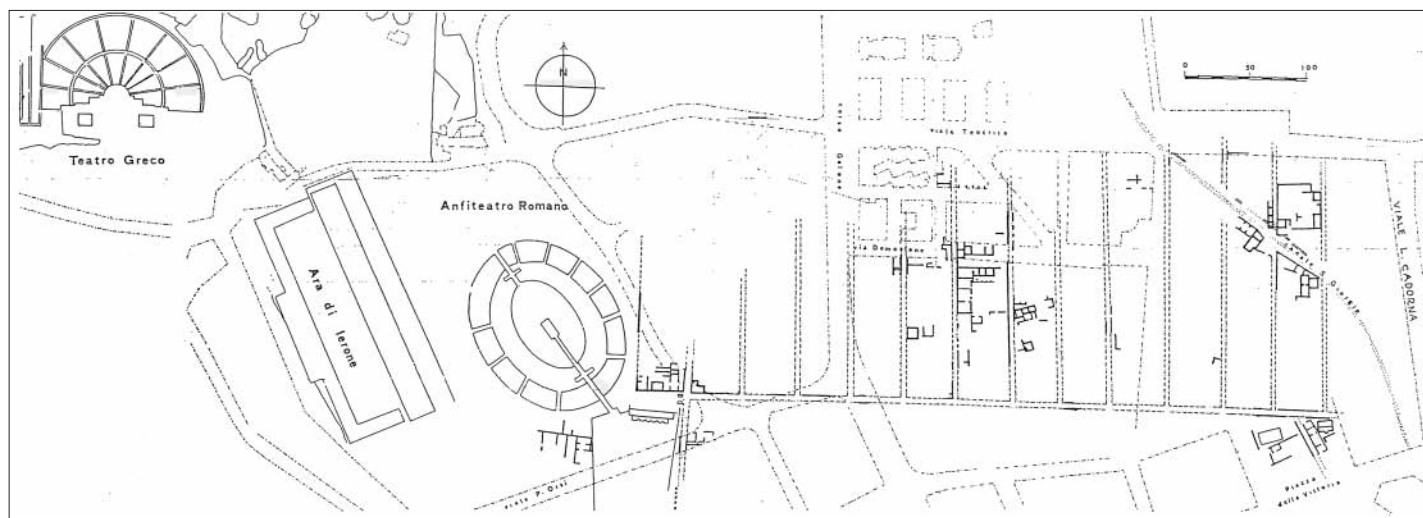 Teatro Greco
N
0 50 100
viale Teocrito
Anfiteatro Romano
Ara di Ierone
via Demostene
VIALE L. CADORNA
S. Giorgio
viale P. Orsi
Piazza
della Vittoria